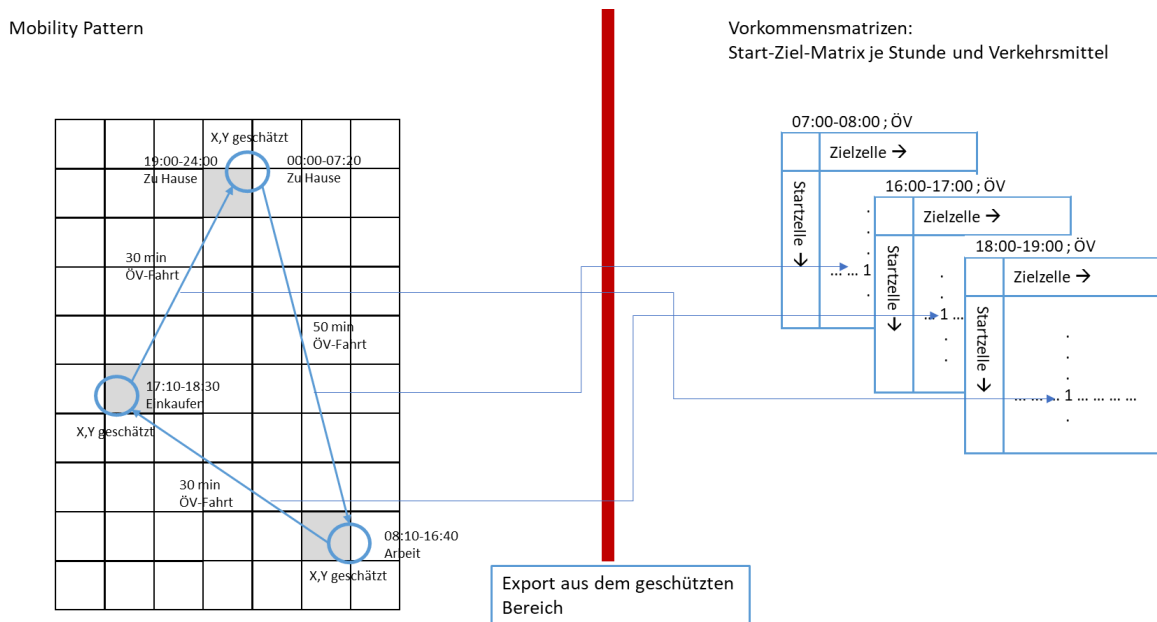 Mobility Pattern
Vorkommensmatrizen:
Start-Ziel-Matrix je Stunde und Verkehrsmittel
X,Y geschätzt
19:00-24:00
Zu Hause
00:00-07:20
Zu Hause
30 min
ÖV-Fahrt
50 min
ÖV-Fahrt
17:10-18:30
Einkaufen
X,Y geschätzt
30 min
ÖV-Fahrt
08:10-16:40
Arbeit
X,Y geschätzt
Export aus dem geschützten
Bereich
07:00-08:00 ; ÖV
Zielzelle →
Startzelle →
... ... 1
16:00-17:00 ; ÖV
Zielzelle →
Startzelle →
... 1 ...
18:00-19:00 ; ÖV
Zielzelle →
Startzelle →
... ... ... 1 ... ... ... ...